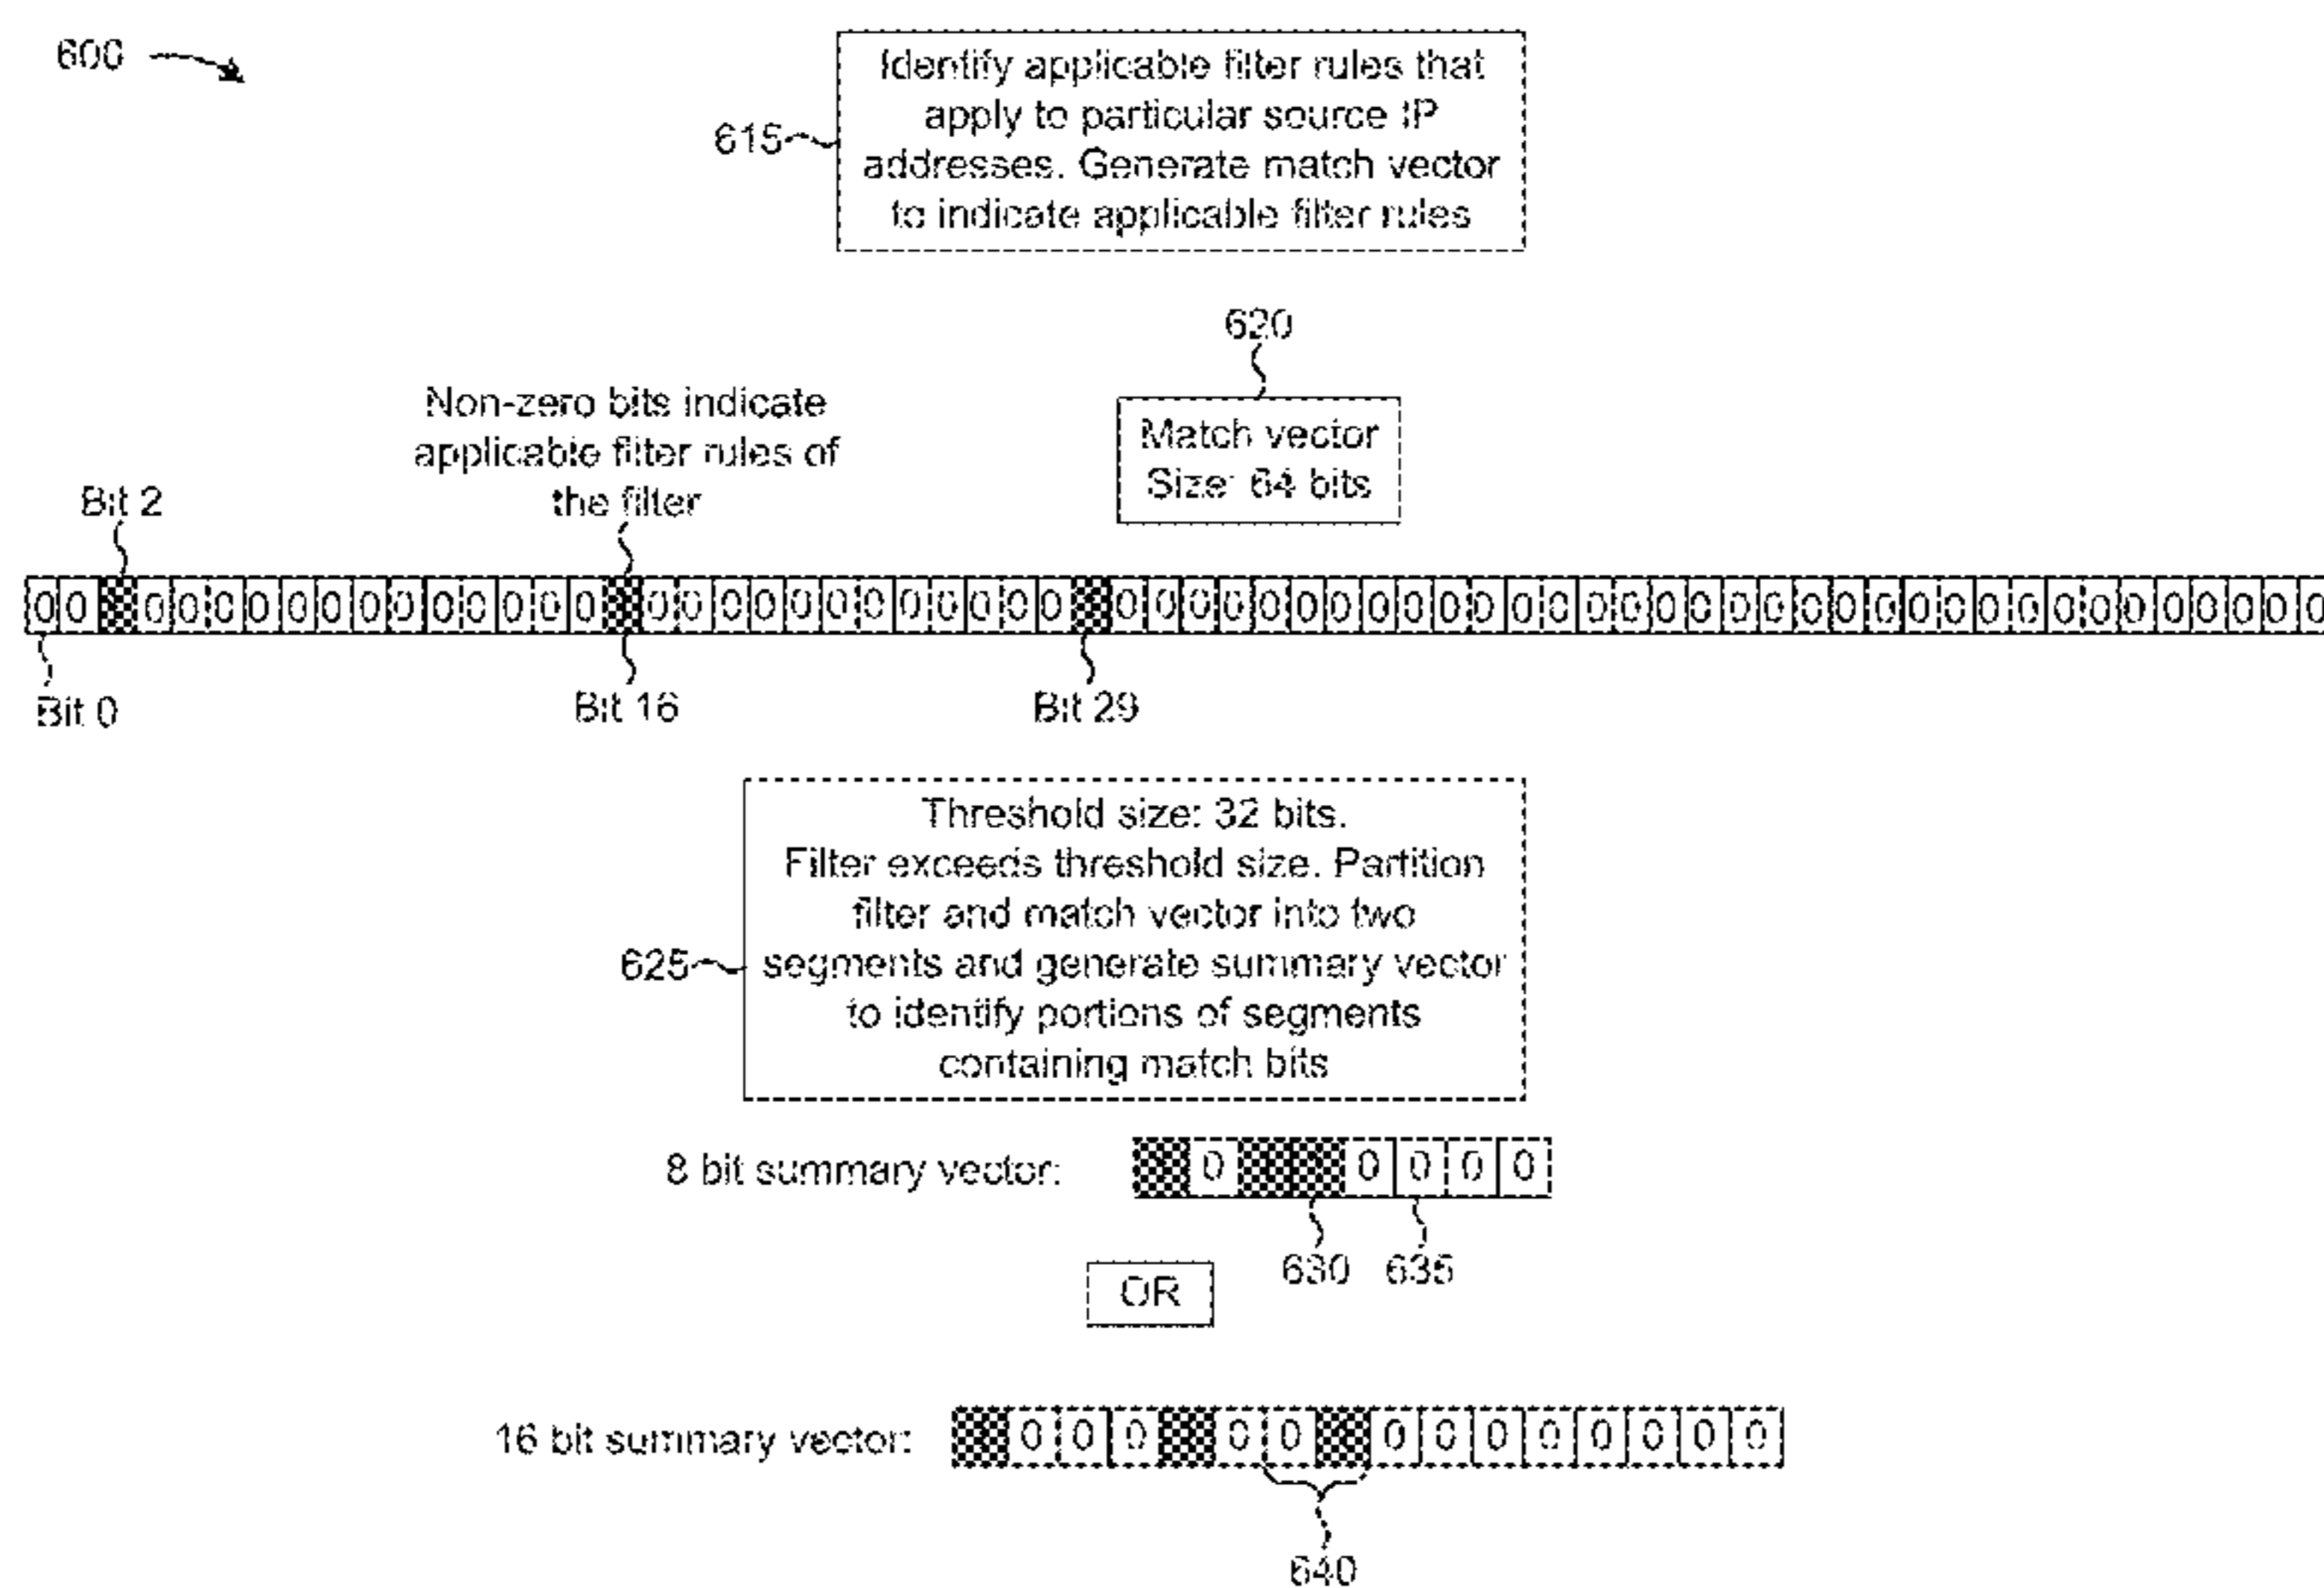 600
Identify applicable filter rules that
apply to particular source IP
addresses. Generate match vector
to indicate applicable filter rules
615
620
Match vector
Size: 64 bits
Non-zero bits indicate
applicable filter rules of
the filter
Bit 2
0 0 0 0 0 0 0 0 0 0 0 0 0 0 0 0 0 0 0 0 0 0 0 0 0 0 0 0 0 0 0 0 0 0 0 0 0 0 0 0 0 0 0 0 0 0 0 0 0 0 0 0 0 0 0 0 0 0 0 0 0
Bit 0
Bit 16
Bit 29
Threshold size: 32 bits.
Filter exceeds threshold size. Partition
filter and match vector into two
segments and generate summary vector
to identify portions of segments
containing match bits
625
8 bit summary vector: 0 0 0 0 0
630 635
OR
16 bit summary vector: 0 0 0 0 0 0 0 0 0 0 0 0 0
640